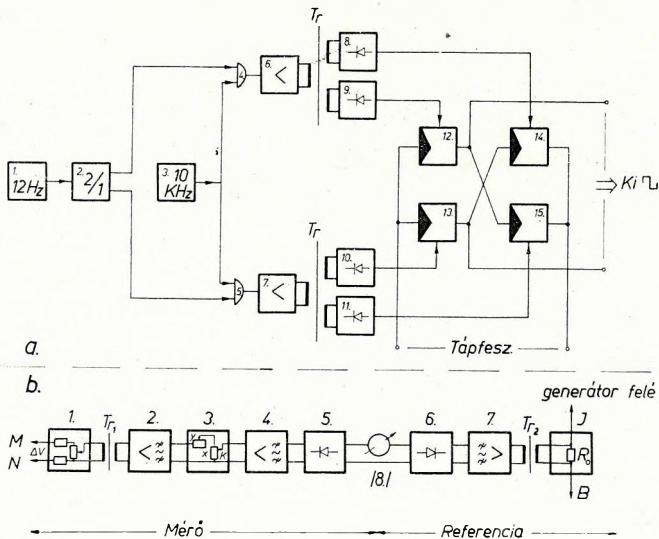 Tr
8.
4.
6.
<
9.
12.
14.
1.
12Hz
2.
2/1
3. 10
KHz
⇒ Ki
Tr
13.
15.
10.
5.
7.
<
11.
a.
Tápfesz.
b.
generátor felé
1.
Tr₁
2.
3.
4.
5.
6.
7.
Tr₂
J
M
ΔV
N
<
y
x
K
<
>
R₀
/8./
B
Mérő
Referencia